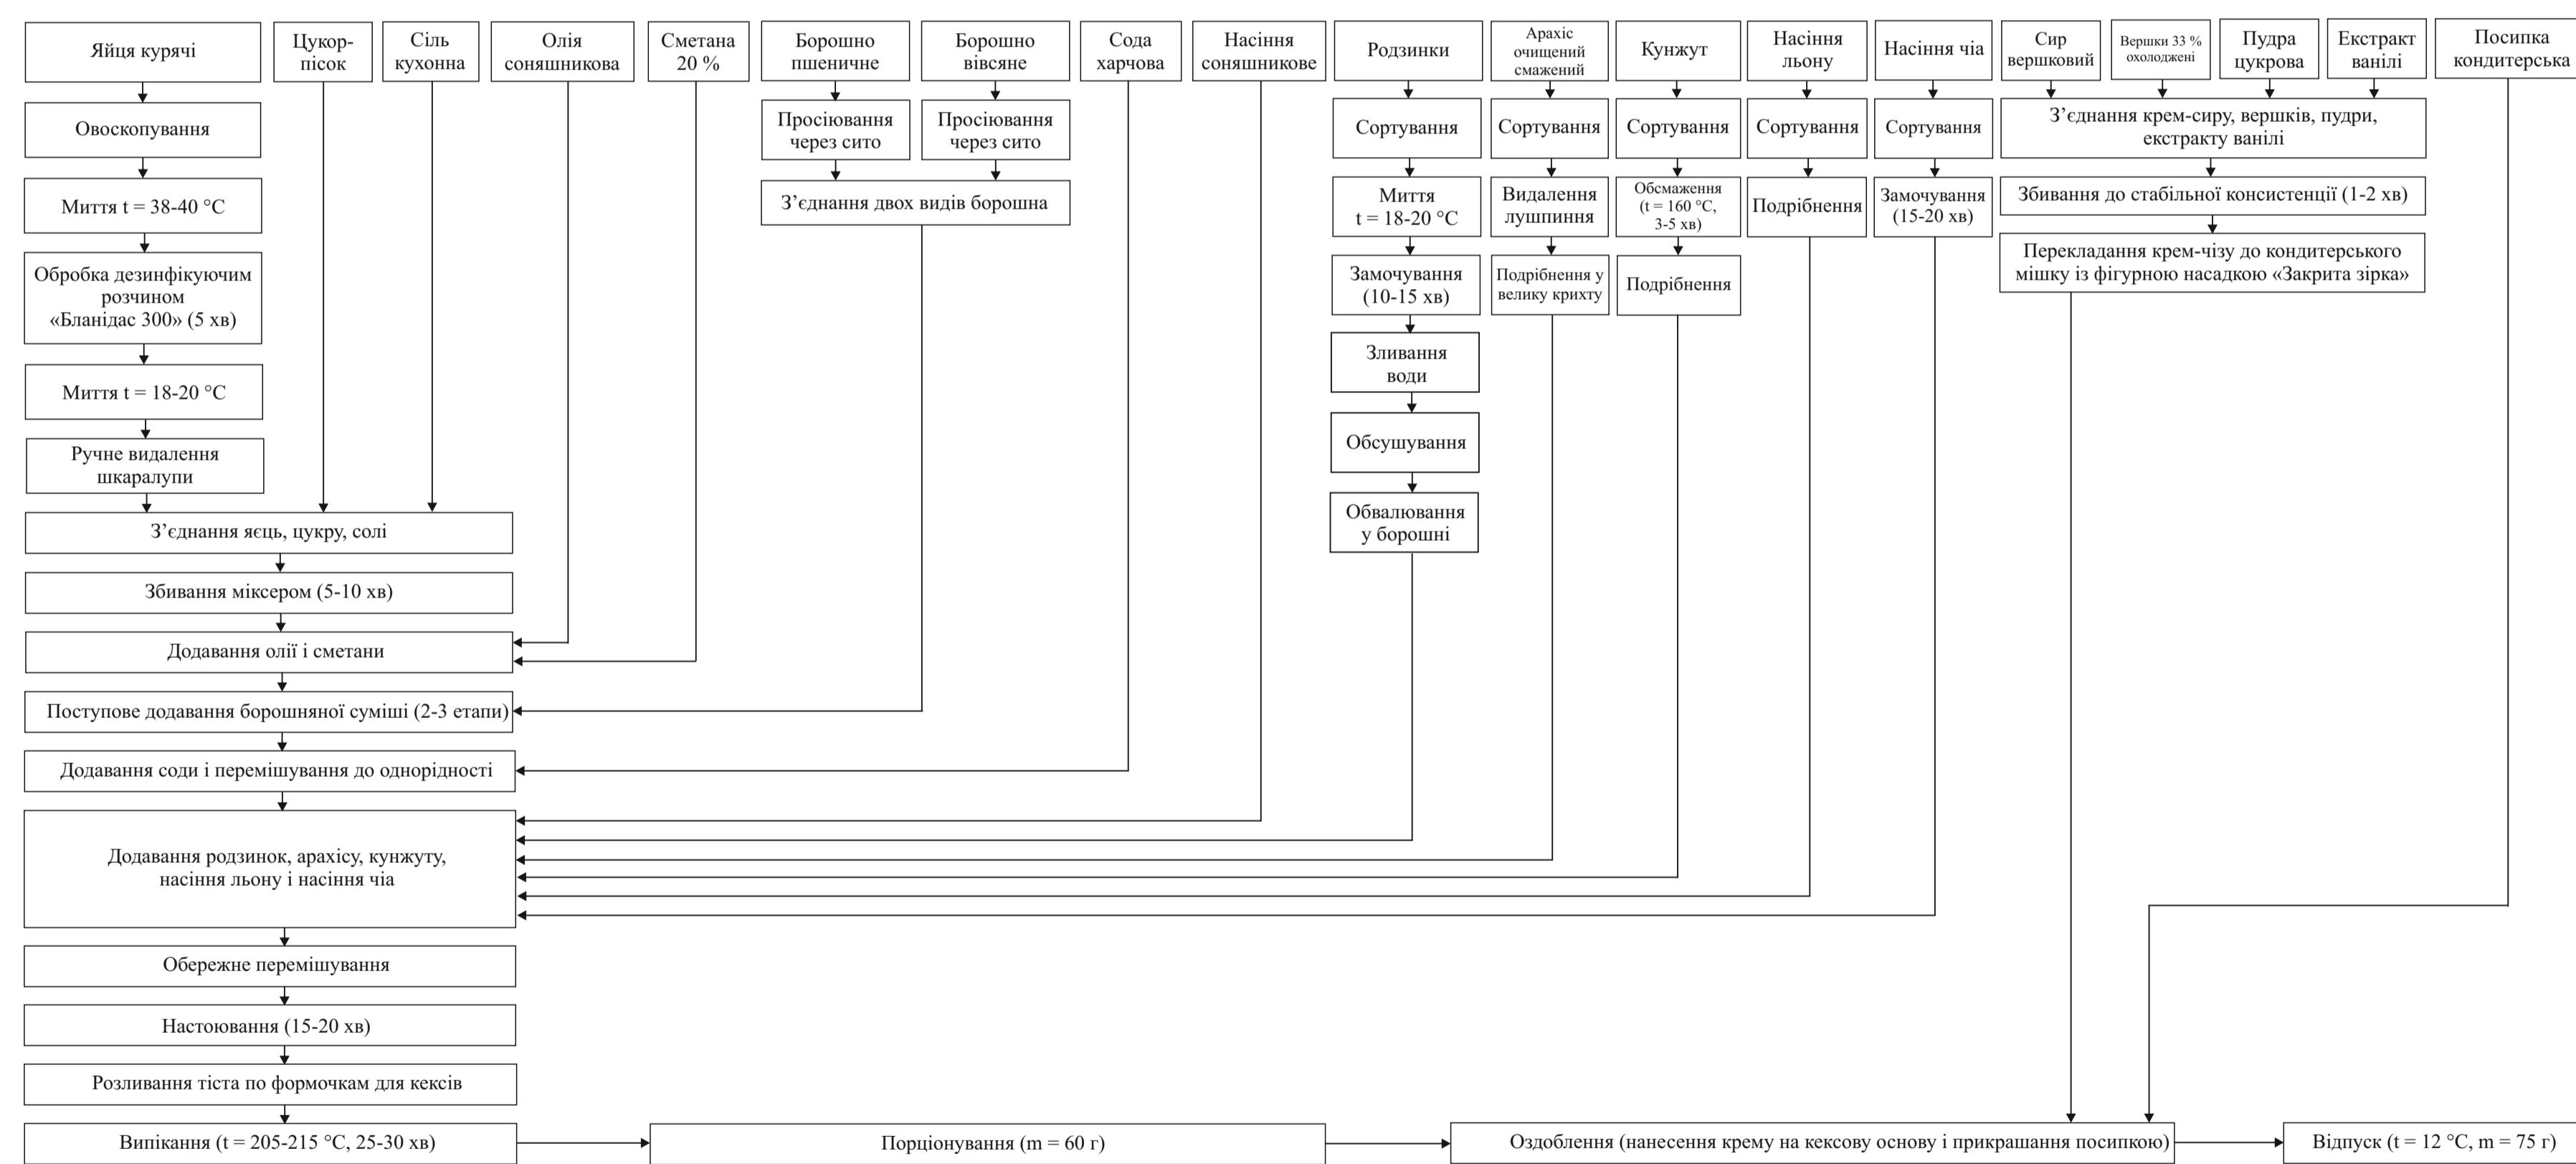 Яйця курячі
Цукор-
пісок
Сіль
кухонна
Олія
соняшникова
Сметана
20 %
Борошно
пшеничне
Борошно
вівсяне
Сода
харчова
Насіння
соняшникове
Родзинки
Арахіс
очищений
смажений
Кунжут
Насіння
льону
Насіння чіа
Сир
вершковий
Вершки 33 %
охолоджені
Пудра
цукрова
Екстракт
ванілі
Посипка
кондитерська
Овоскопування
Миття t = 38-40 °С
Обробка дезинфікуючим
розчином
«Бланідас 300» (5 хв)
Миття t = 18-20 °С
Ручне видалення
шкаралупи
З’єднання яєць, цукру, солі
Збивання міксером (5-10 хв)
Додавання олії і сметани
Поступове додавання борошняної суміші (2-3 етапи)
Додавання соди і перемішування до однорідності
Додавання родзинок, арахісу, кунжуту,
насіння льону і насіння чіа
Обережне перемішування
Настоювання (15-20 хв)
Розливання тіста по формочкам для кексів
Випікання (t = 205-215 °С, 25-30 хв)
Просіювання
через сито
Просіювання
через сито
З’єднання двох видів борошна
Сортування
Миття
t = 18-20 °С
Замочування
(10-15 хв)
Зливання
води
Обсушування
Обвалювання
у борошні
Сортування
Видалення
лушпиння
Подрібнення у
велику крихту
Сортування
Обсмаження
(t = 160 °С,
3-5 хв)
Подрібнення
Сортування
Подрібнення
Сортування
Замочування
(15-20 хв)
З’єднання крем-сиру, вершків, пудри,
екстракту ванілі
Збивання до стабільної консистенції (1-2 хв)
Перекладання крем-чізу до кондитерського
мішку із фігурною насадкою «Закрита зірка»
Порціонування (m = 60 г)
Оздоблення (нанесення крему на кексову основу і прикрашання посипкою)
Відпуск (t = 12 °С, m = 75 г)